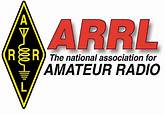 A
R R
L
ARRL
The national association for
AMATEUR RADIO